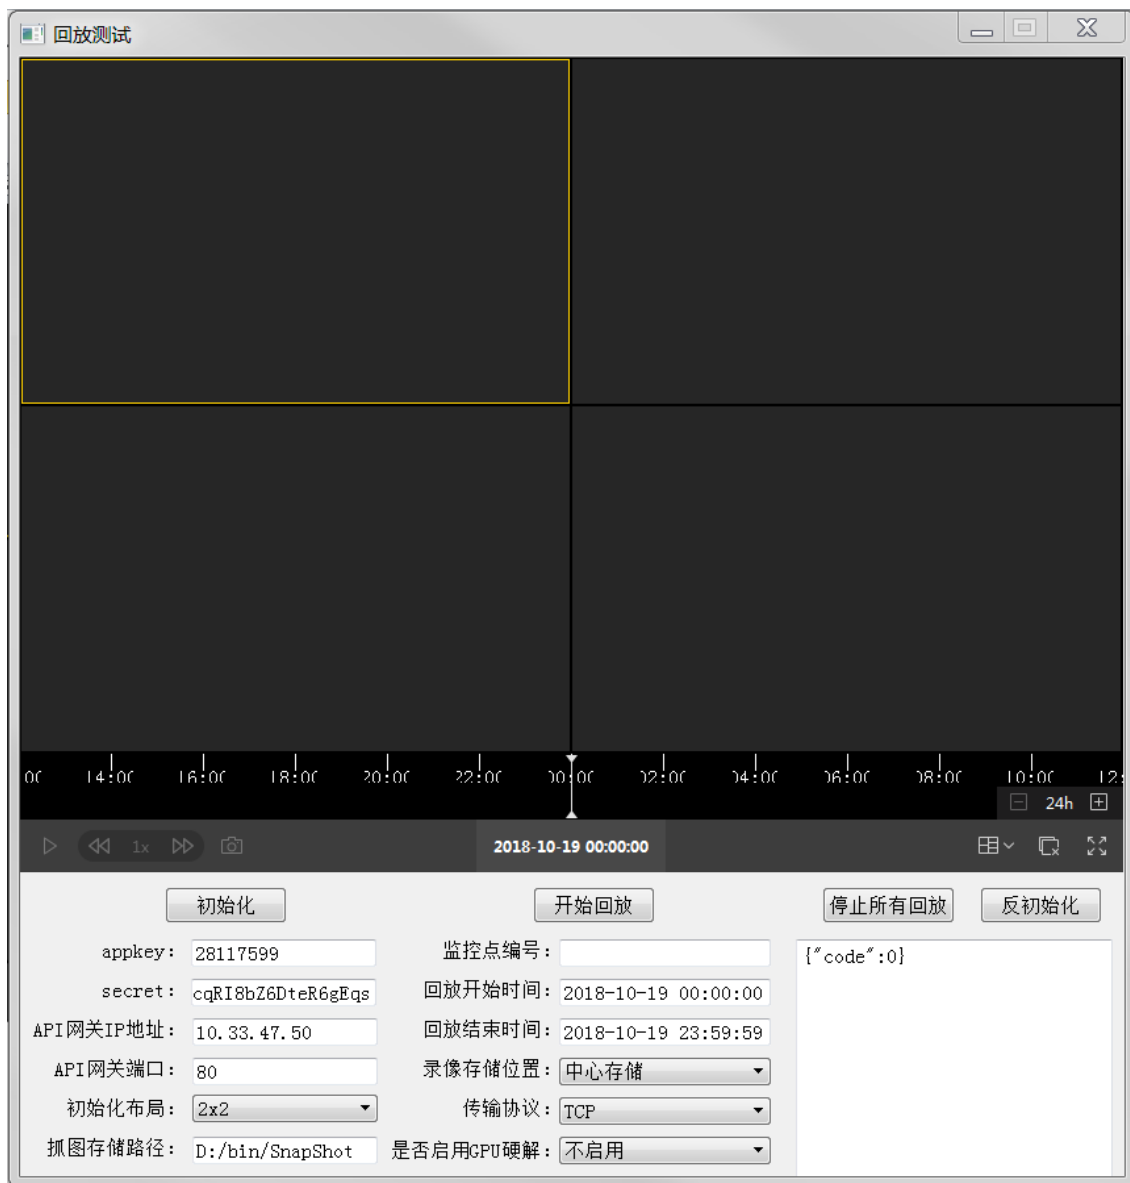 回放测试
14:00 16:00 18:00 20:00 22:00 00:00 02:00 04:00 06:00 08:00 10:00 12:
24h
1x 2018-10-19 00:00:00
初始化 开始回放 停止所有回放 反初始化
appkey: 28117599 监控点编号: {"code":0}
secret: cqRI8bZ6DteR6gEqs 回放开始时间: 2018-10-19 00:00:00
API网关IP地址: 10.33.47.50 回放结束时间: 2018-10-19 23:59:59
API网关端口: 80 录像存储位置: 中心存储
初始化布局: 2x2 传输协议: TCP
抓图存储路径: D:/bin/SnapShot 是否启用GPU硬解: 不启用